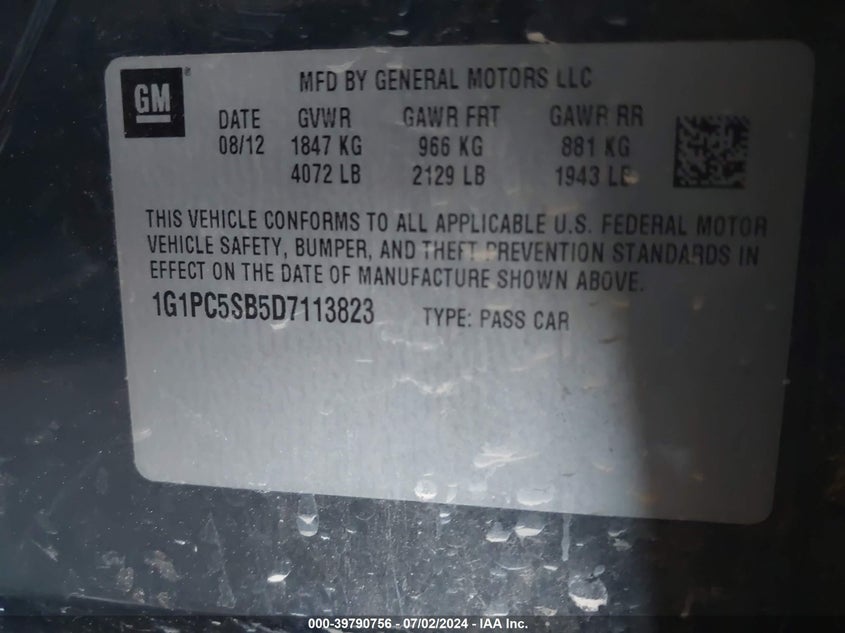 GM ®
MFD BY GENERAL MOTORS LLC
DATE GVWR GAWR FRT GAWR RR
08/12 1847 KG 966 KG 881 KG
4072 LB 2129 LB 1943 LB
THIS VEHICLE CONFORMS TO ALL APPLICABLE U.S. FEDERAL MOTOR
VEHICLE SAFETY, BUMPER, AND THEFT PREVENTION STANDARDS IN
EFFECT ON THE DATE OF MANUFACTURE SHOWN ABOVE.
1G1PC5SB5D7113823 TYPE: PASS CAR
000-39790756 - 07/02/2024 - IAA Inc.